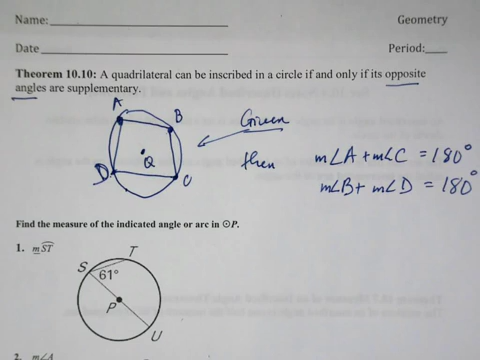 Name: Geometry
Date Period:
Theorem 10.10: A quadrilateral can be inscribed in a circle if and only if its opposite
angles are supplementary.
A
B
Given
Q
D
C
then
m∠A + m∠C = 180°
m∠B + m∠D = 180°
Find the measure of the indicated angle or arc in ⊙P.
1. mST
S
T
61°
P
U
2. m∠A